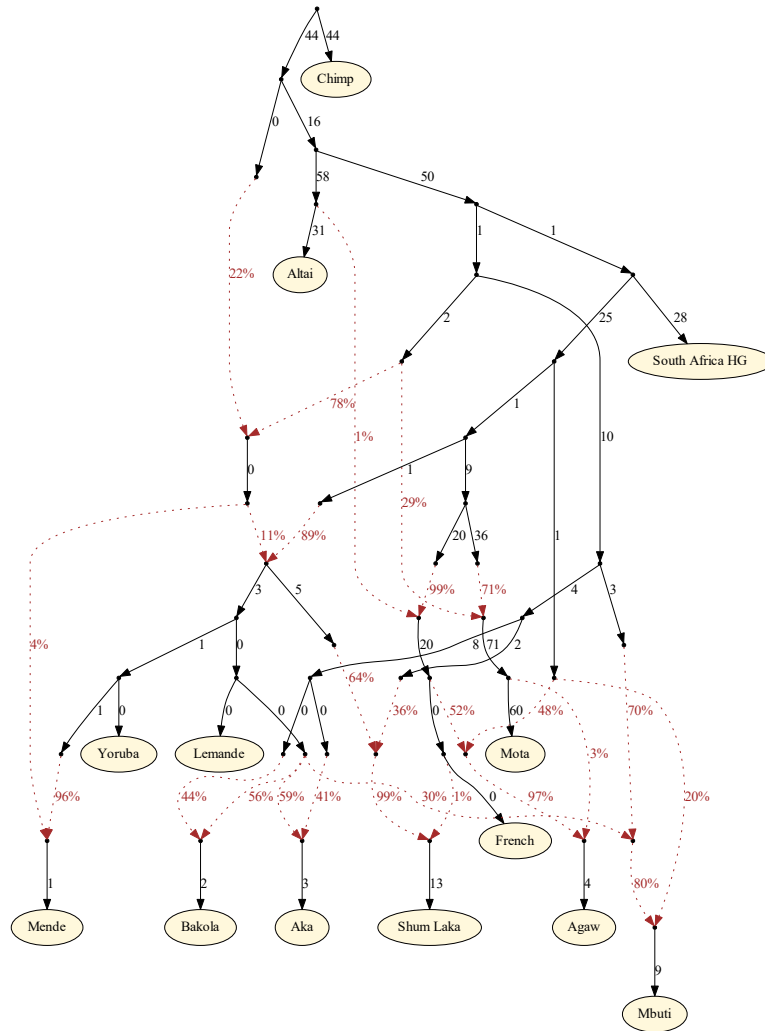 44 44
Chimp
0 16
58 50
31 1 1
Altai
22% 2 25 28
South Africa HG
78% 1
1% 10
0 1 9
29%
11% 89% 20 36 1
3 5 99% 71% 4 3
4% 1 0 20 8 71 2
64%
1 0 0 0 0 0 36% 0 52% 60 48% 70%
Yoruba Lemande Mota
3%
96% 44% 56% 59% 41% 99% 30% 1% 0 97% 20%
French
1 2 3 13 4 80%
Mende Bakola Aka Shum Laka Agaw
9
Mbuti